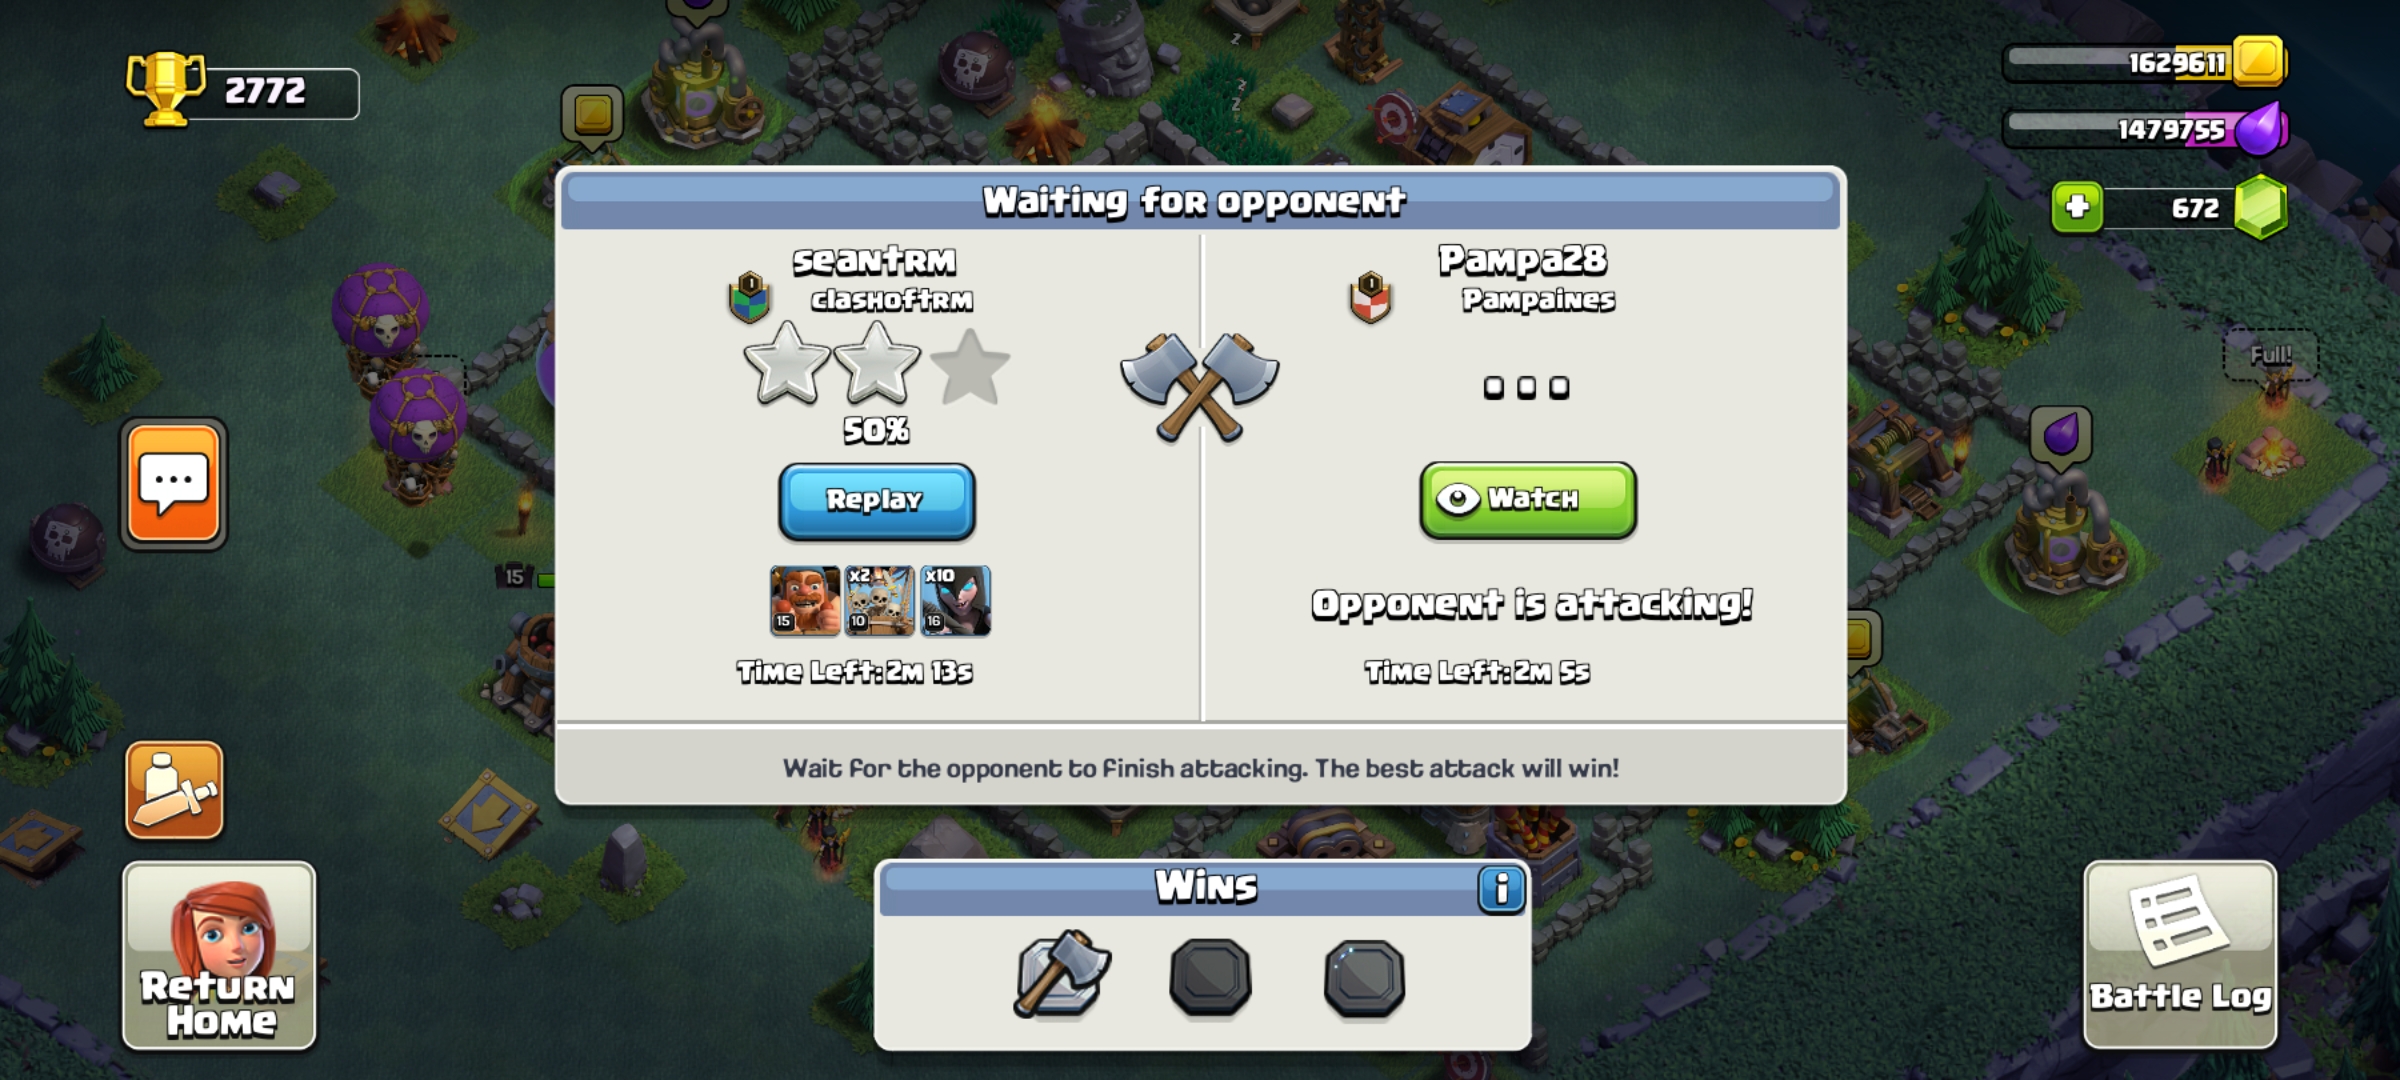 2772
1629611
1479755
672
Waiting for opponent
seantrm
clashoftrm
50%
Replay
15
x2
10
x10
16
Time Left: 2m 13s
Pampa28
Pampaines
Watch
Opponent is attacking!
Time Left: 2m 5s
Wait for the opponent to finish attacking. The best attack will win!
Full!
15
Wins
i
Return
Home
Battle Log
z
z
z
1
1